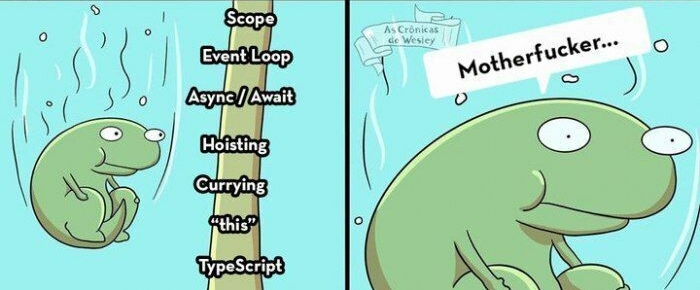 Scope
Event Loop
Async / Await
Hoisting
Currying
“this”
TypeScript
As Crônicas
de Wesley
Motherfucker...